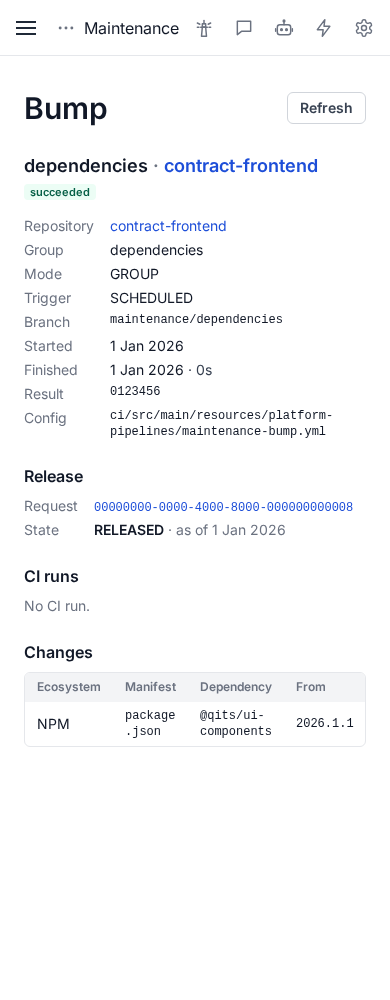 Maintenance
Bump
Refresh
dependencies · contract-frontend
succeeded
Repository contract-frontend
Group dependencies
Mode GROUP
Trigger SCHEDULED
Branch maintenance/dependencies
Started 1 Jan 2026
Finished 1 Jan 2026 · 0s
Result 0123456
Config ci/src/main/resources/platform-
pipelines/maintenance-bump.yml
Release
Request 00000000-0000-4000-8000-000000000008
State RELEASED · as of 1 Jan 2026
CI runs
No CI run.
Changes
Ecosystem Manifest Dependency From
NPM package @qits/ui- 2026.1.1
.json components